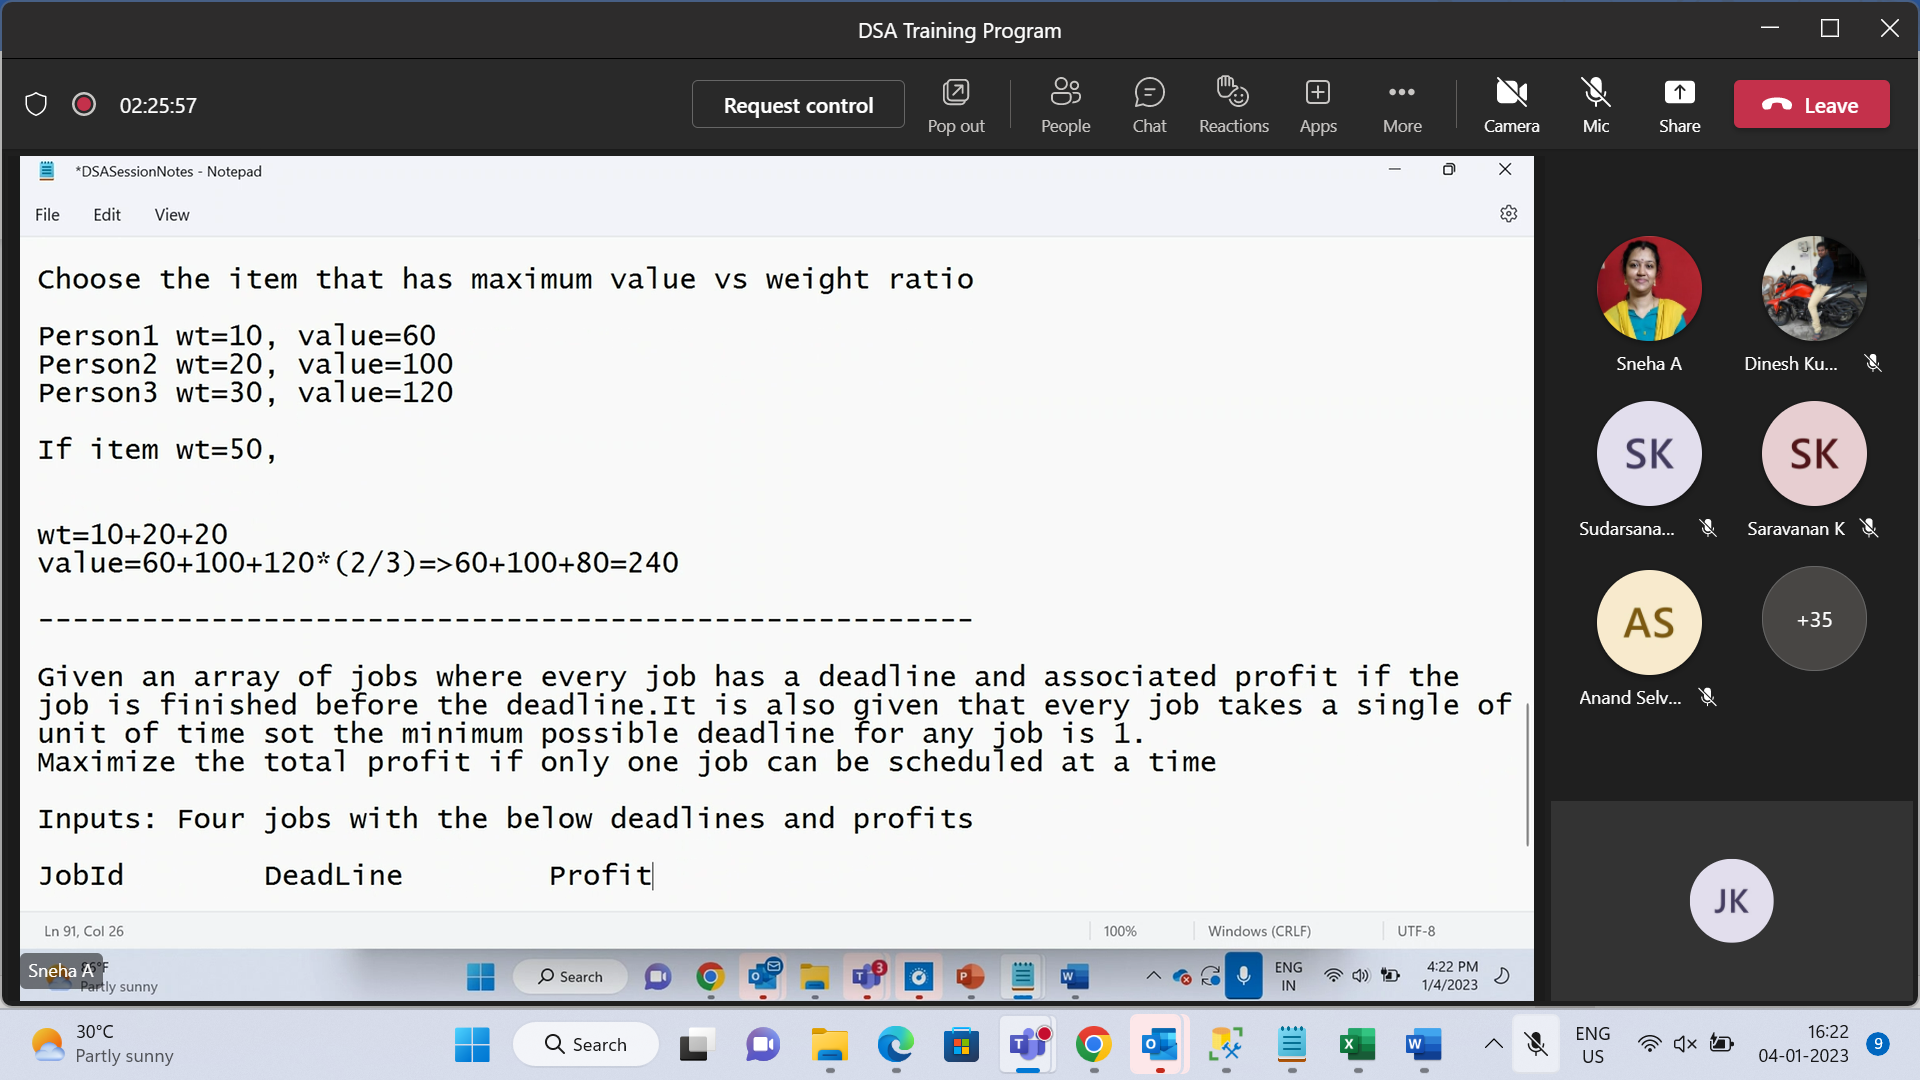 DSA Training Program
02:25:57
Request control
Pop out
People
Chat
Reactions
Apps
More
Camera
Mic
Share
Leave
*DSASessionNotes - Notepad
File Edit View
Choose the item that has maximum value vs weight ratio
Person1 wt=10, value=60
Person2 wt=20, value=100
Person3 wt=30, value=120
If item wt=50,
wt=10+20+20
value=60+100+120*(2/3)=>60+100+80=240
------------------------------------------------------
Given an array of jobs where every job has a deadline and associated profit if the
job is finished before the deadline.It is also given that every job takes a single of
unit of time sot the minimum possible deadline for any job is 1.
Maximize the total profit if only one job can be scheduled at a time
Inputs: Four jobs with the below deadlines and profits
JobId DeadLine Profit
Ln 91, Col 26
100%
Windows (CRLF)
UTF-8
Sneha A
Dinesh Ku...
SK
SK
Sudarsana...
Saravanan K
AS
+35
Anand Selv...
JK
Sneha A
Partly sunny
Search
3
ENG
IN
4:22 PM
1/4/2023
30°C
Partly sunny
Search
ENG
US
16:22
04-01-2023
9